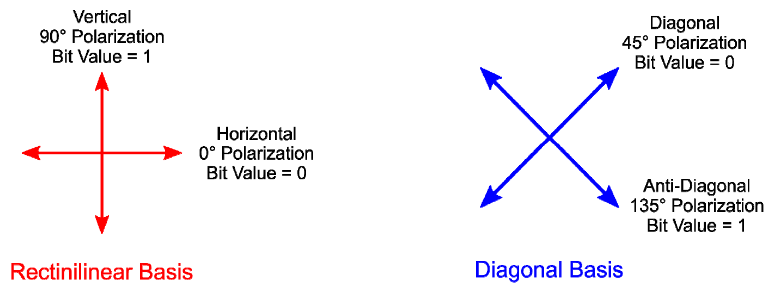 Vertical
90° Polarization
Bit Value = 1
Horizontal
0° Polarization
Bit Value = 0
Rectinilinear Basis
Diagonal
45° Polarization
Bit Value = 0
Anti-Diagonal
135° Polarization
Bit Value = 1
Diagonal Basis